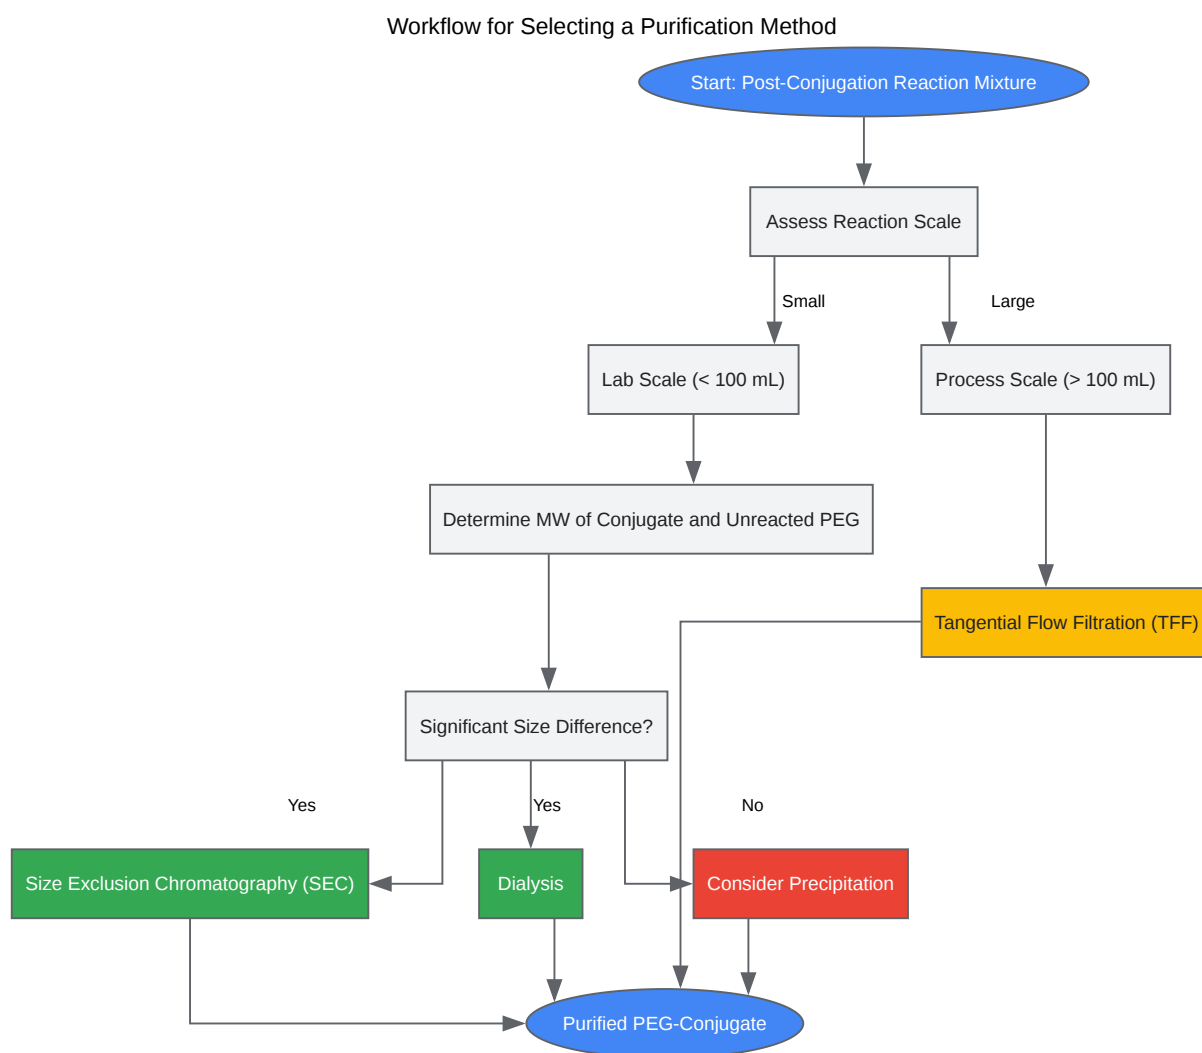 Workflow for Selecting a Purification Method
Start: Post-Conjugation Reaction Mixture
Assess Reaction Scale
Small
Large
Lab Scale (< 100 mL)
Process Scale (> 100 mL)
Determine MW of Conjugate and Unreacted PEG
Tangential Flow Filtration (TFF)
Significant Size Difference?
Yes
Yes
No
Size Exclusion Chromatography (SEC)
Dialysis
Consider Precipitation
Purified PEG-Conjugate